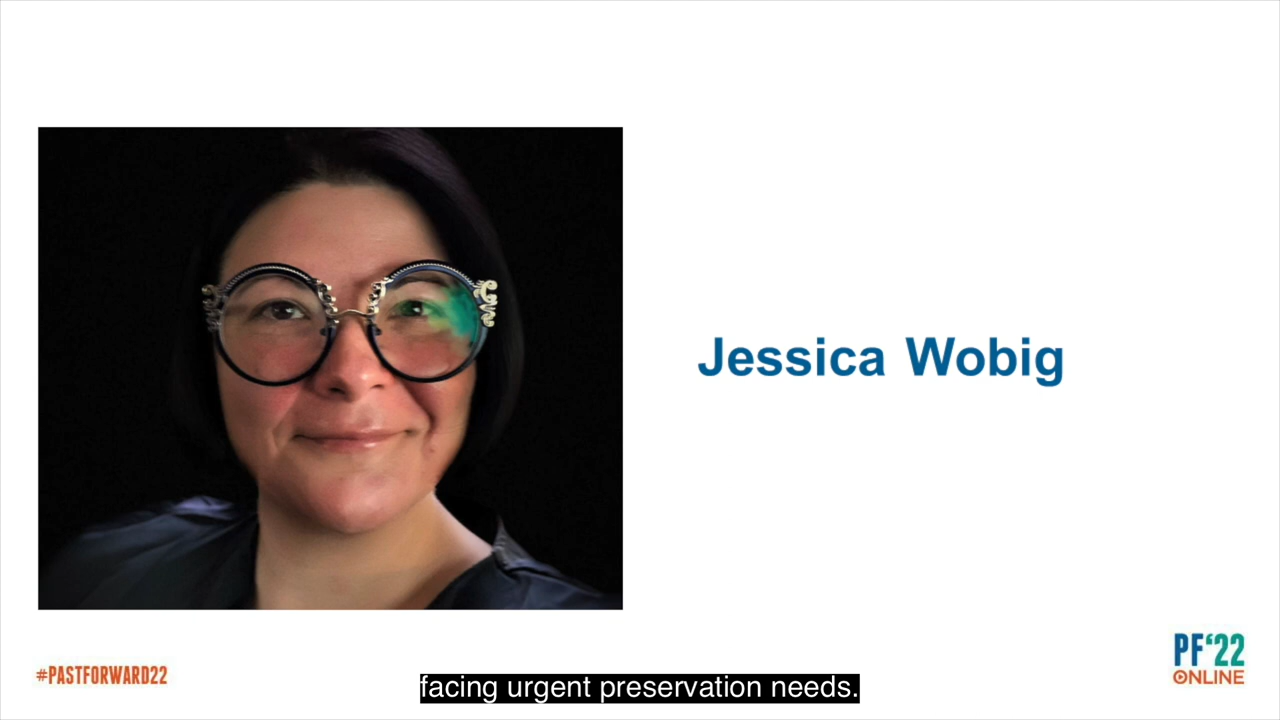 Jessica Wobig
#PASTFORWARD22
facing urgent preservation needs.
PF‘22
ONLINE